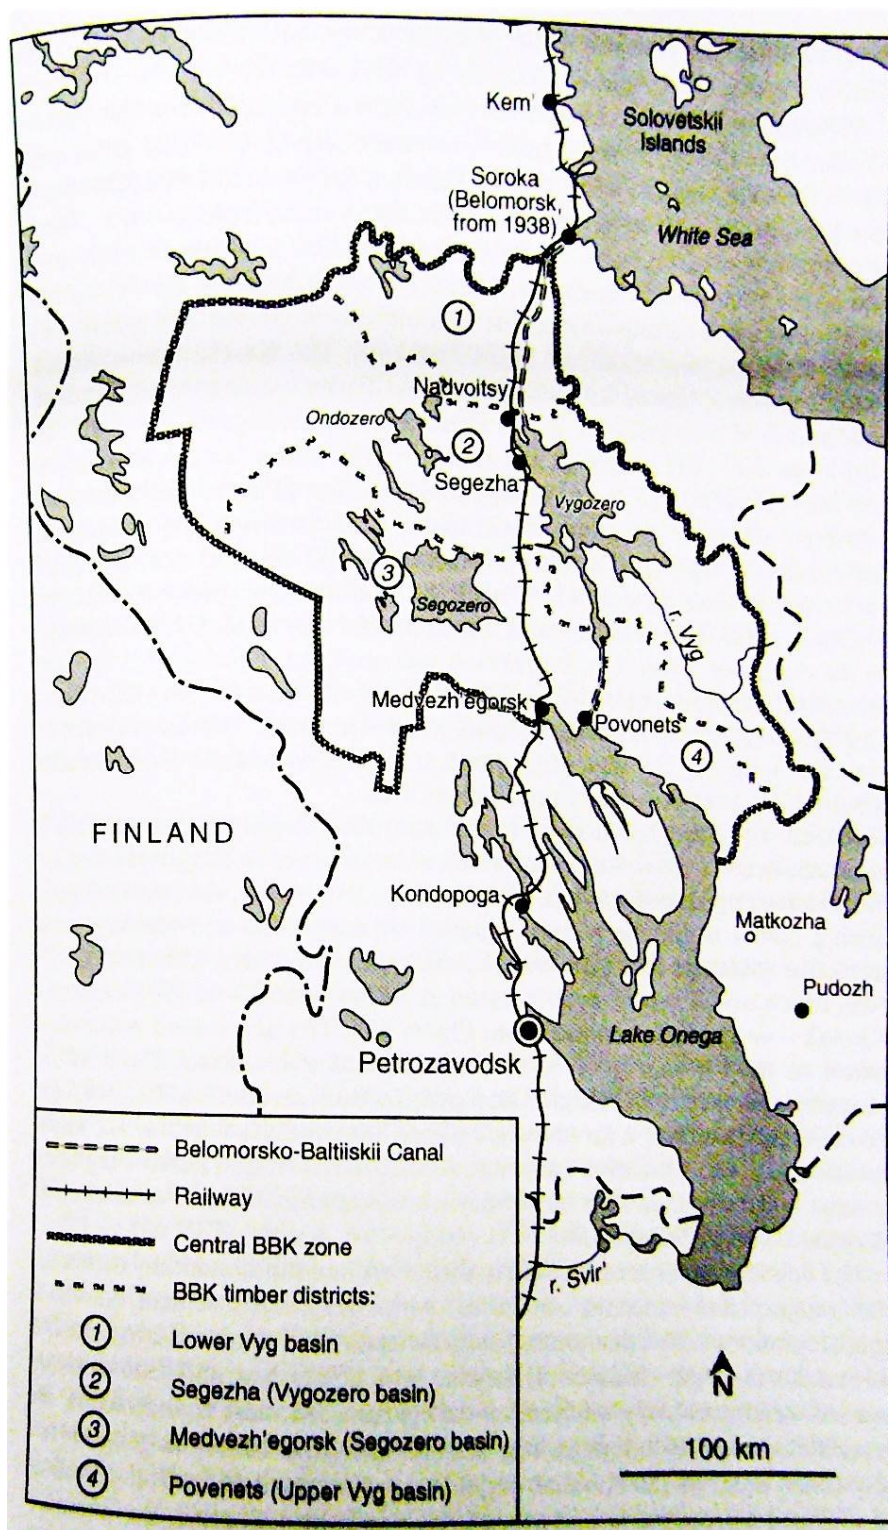 Kem'
Solovetskii
Islands
Soroka
(Belomorsk,
from 1938)
White Sea
1
Nadvoitsy
Ondozero
2
Segezha
Vygozero
3
Segozero
r. Vyg
Medvezh'egorsk
Povonets
4
FINLAND
Kondopoga
Matkozha
Pudozh
Lake Onega
Petrozavodsk
Belomorsko-Baltiiskii Canal
Railway
Central BBK zone
BBK timber districts:
1 Lower Vyg basin
2 Segezha (Vygozero basin)
3 Medvezh'egorsk (Segozero basin)
4 Povenets (Upper Vyg basin)
r. Svir'
N
100 km